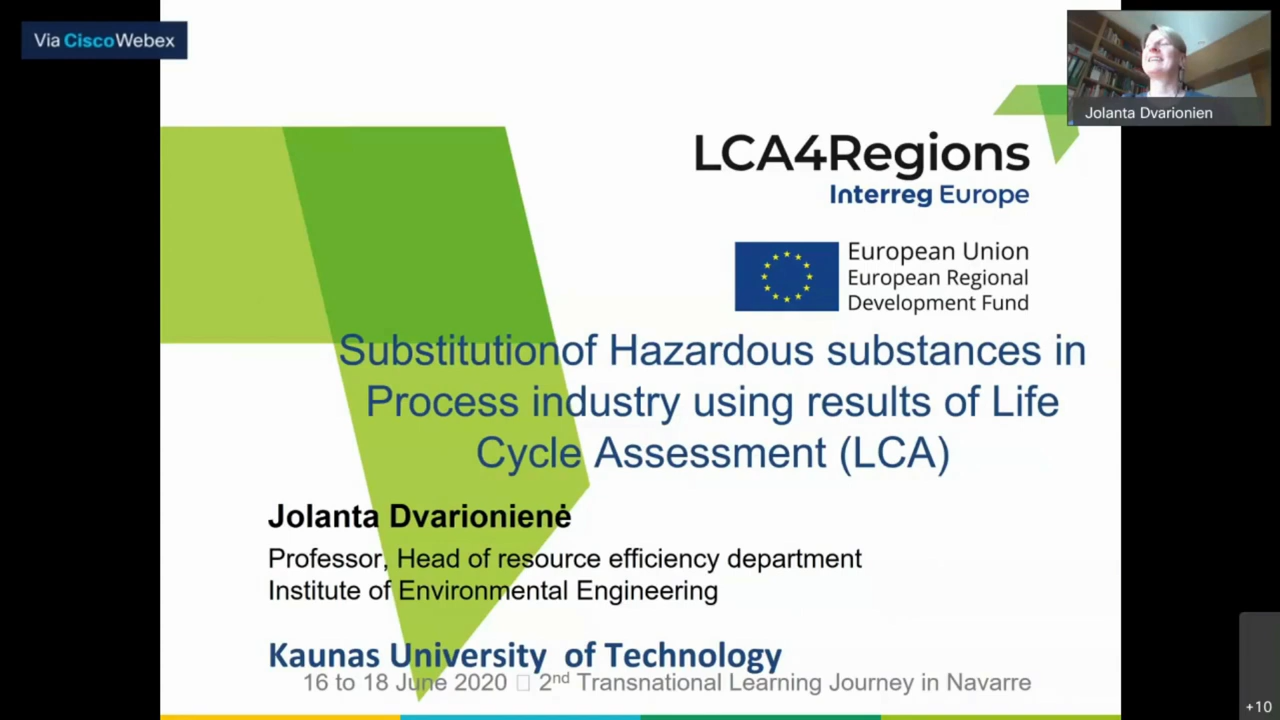 Via CiscoWebex
Jolanta Dvarionien
LCA4Regions
Interreg Europe
European Union
European Regional
Development Fund
Substitutionof Hazardous substances in
Process industry using results of Life
Cycle Assessment (LCA)
Jolanta Dvarionienė
Professor, Head of resource efficiency department
Institute of Environmental Engineering
Kaunas University of Technology
16 to 18 June 2020 □ 2nd Transnational Learning Journey in Navarre
+10